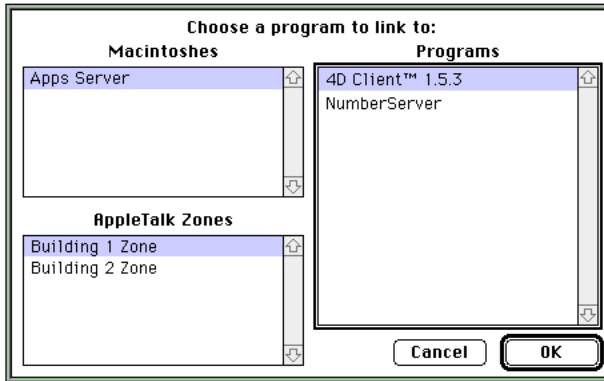 Choose a program to link to:
Macintoshes
Apps Server
AppleTalk Zones
Building 1 Zone
Building 2 Zone
Programs
4D Client™ 1.5.3
NumberServer
Cancel
OK